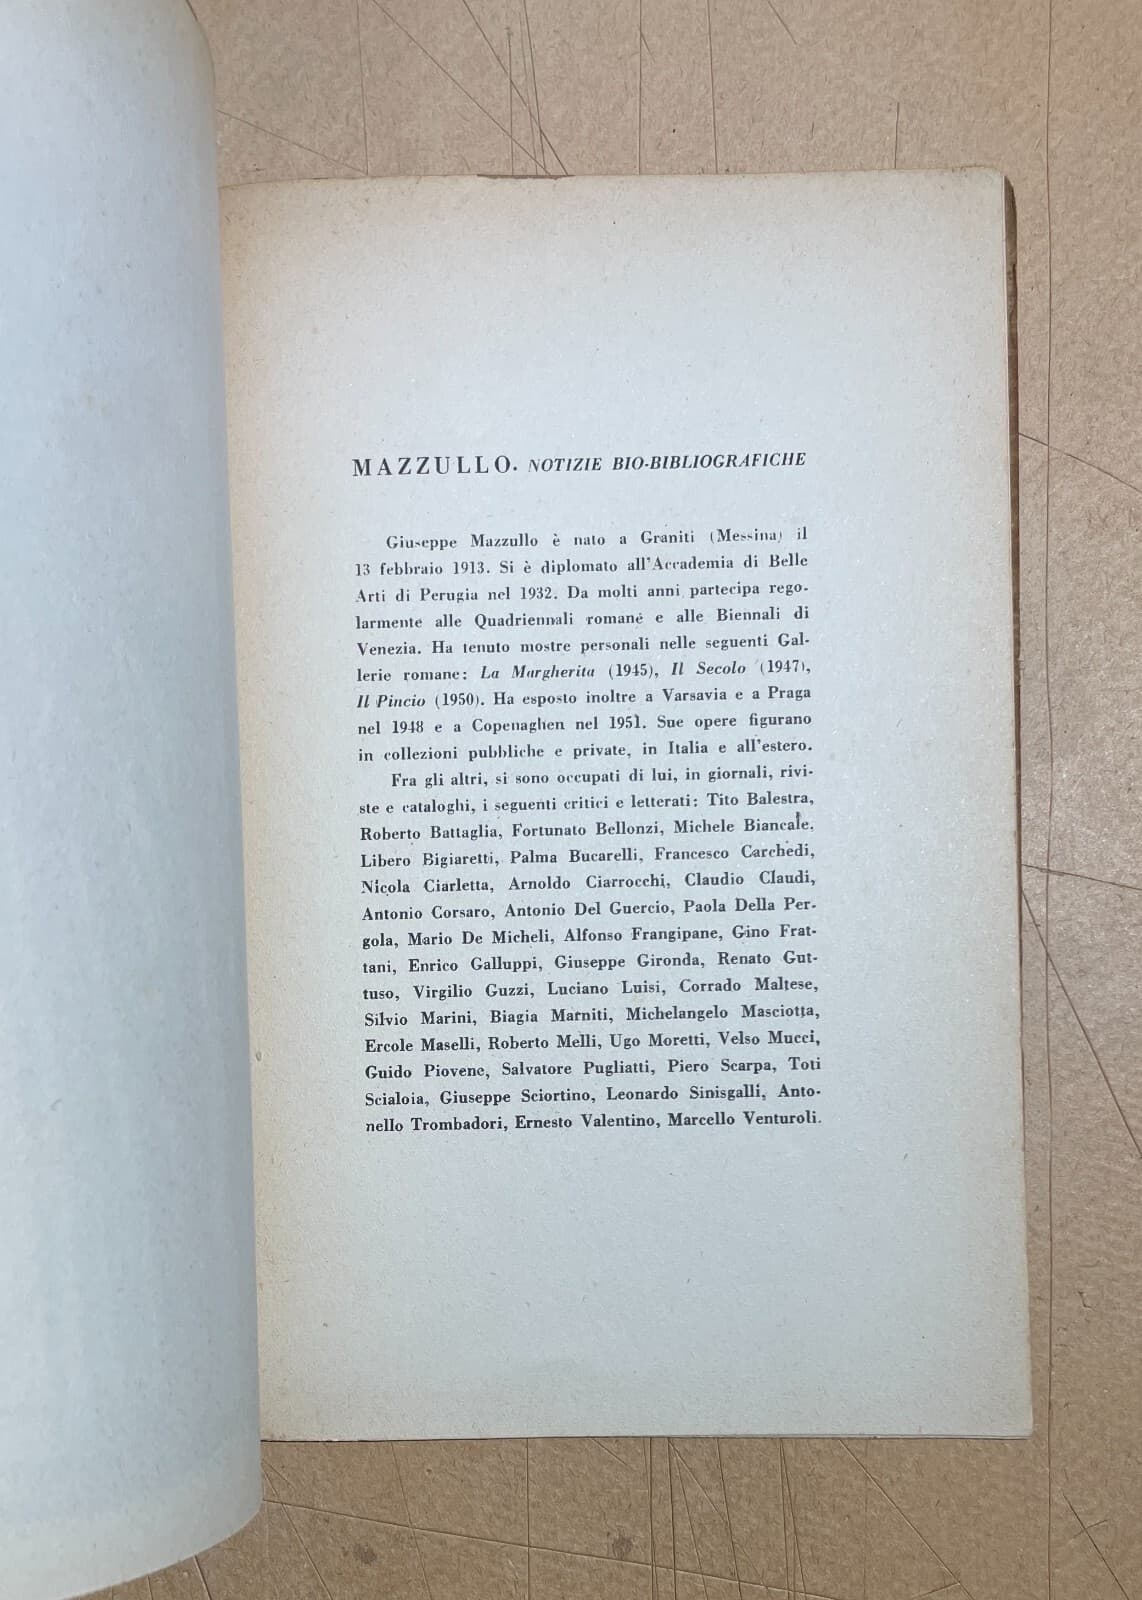 MAZZULLO. NOTIZIE BIO-BIBLIOGRAFICHE
Giuseppe Mazzullo è nato a Graniti (Messina) il
13 febbraio 1913. Si è diplomato all'Accademia di Belle
Arti di Perugia nel 1932. Da molti anni partecipa rego-
larmente alle Quadriennali romane e alle Biennali di
Venezia. Ha tenuto mostre personali nelle seguenti Gal-
lerie romane: La Margherita (1945), Il Secolo (1947),
Il Pincio (1950). Ha esposto inoltre a Varsavia e a Praga
nel 1948 e a Copenaghen nel 1951. Sue opere figurano
in collezioni pubbliche e private, in Italia e all'estero.
Fra gli altri, si sono occupati di lui, in giornali, rivi-
ste e cataloghi, i seguenti critici e letterati: Tito Balestra,
Roberto Battaglia, Fortunato Bellonzi, Michele Biancale,
Libero Bigiaretti, Palma Bucarelli, Francesco Carchedi,
Nicola Ciarletta, Arnoldo Ciarrocchi, Claudio Claudi,
Antonio Corsaro, Antonio Del Guercio, Paola Della Per-
gola, Mario De Micheli, Alfonso Frangipane, Gino Frat-
tani, Enrico Galluppi, Giuseppe Gironda, Renato Gut-
tuso, Virgilio Guzzi, Luciano Luisi, Corrado Maltese,
Silvio Marini, Biagia Marniti, Michelangelo Masciotta,
Ercole Maselli, Roberto Melli, Ugo Moretti, Velso Mucci,
Guido Piovene, Salvatore Pugliatti, Piero Scarpa, Toti
Scialoia, Giuseppe Sciortino, Leonardo Sinisgalli, Anto-
nello Trombadori, Ernesto Valentino, Marcello Venturoli.